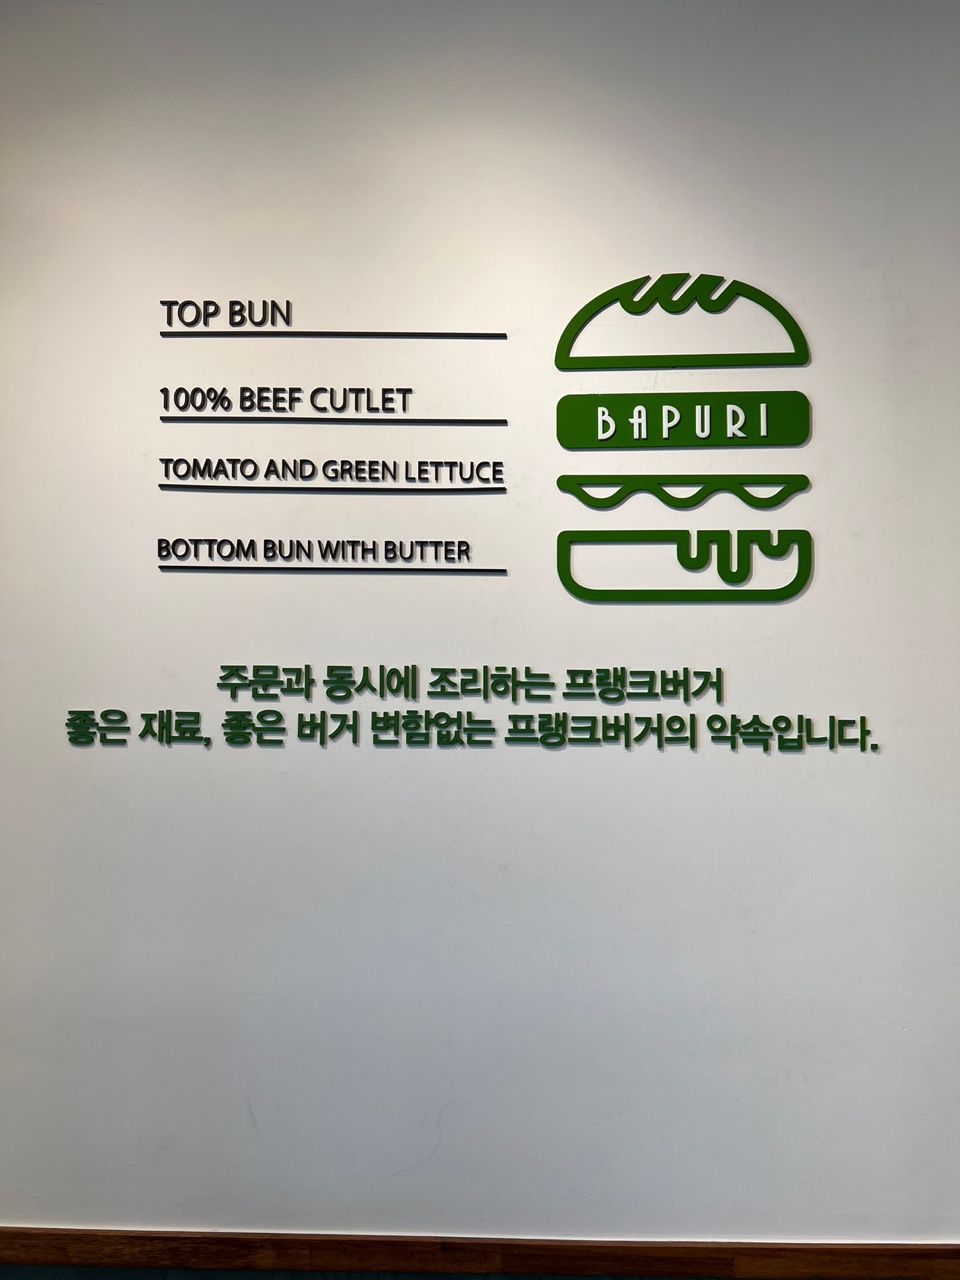 TOP BUN
100% BEEF CUTLET
BAPURI
TOMATO AND GREEN LETTUCE
BOTTOM BUN WITH BUTTER
주문과 동시에 조리하는 프랭크버거
좋은 재료, 좋은 버거 변함없는 프랭크버거의 약속입니다.